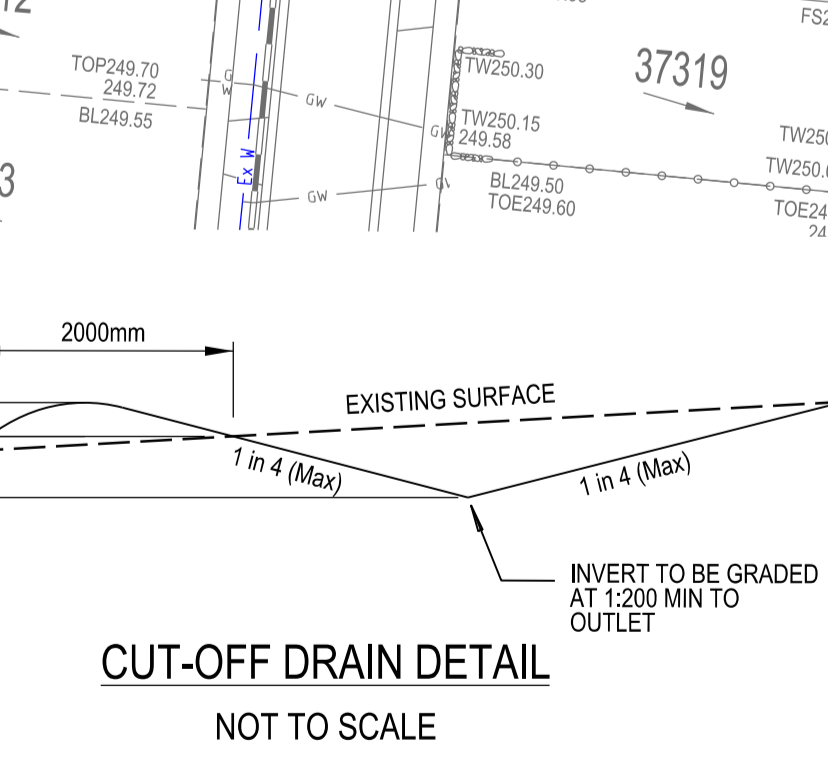 TOP249.70
249.72
BL249.55
G
W
GW
GW
Ex W
TW250.30
TW250.15
249.58
BL249.50
TOE249.60
37319
3
2000mm
EXISTING SURFACE
1 in 4 (Max)
1 in 4 (Max)
INVERT TO BE GRADED
AT 1:200 MIN TO
OUTLET
CUT-OFF DRAIN DETAIL
NOT TO SCALE